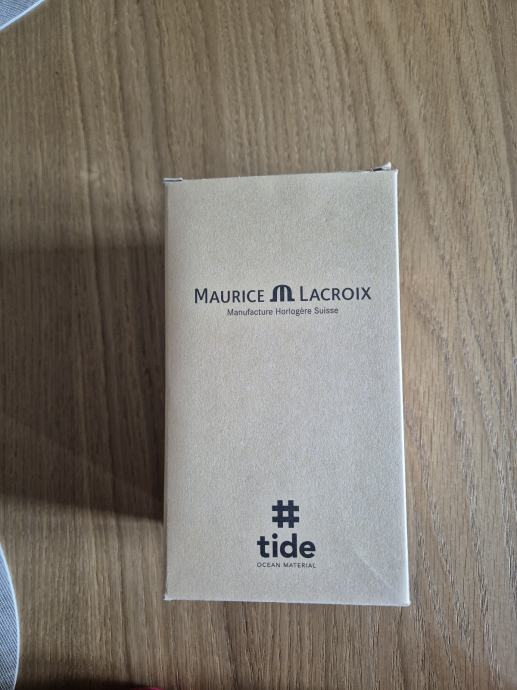 MAURICE LACROIX
Manufacture Horlogère Suisse
#
tide
OCEAN MATERIAL